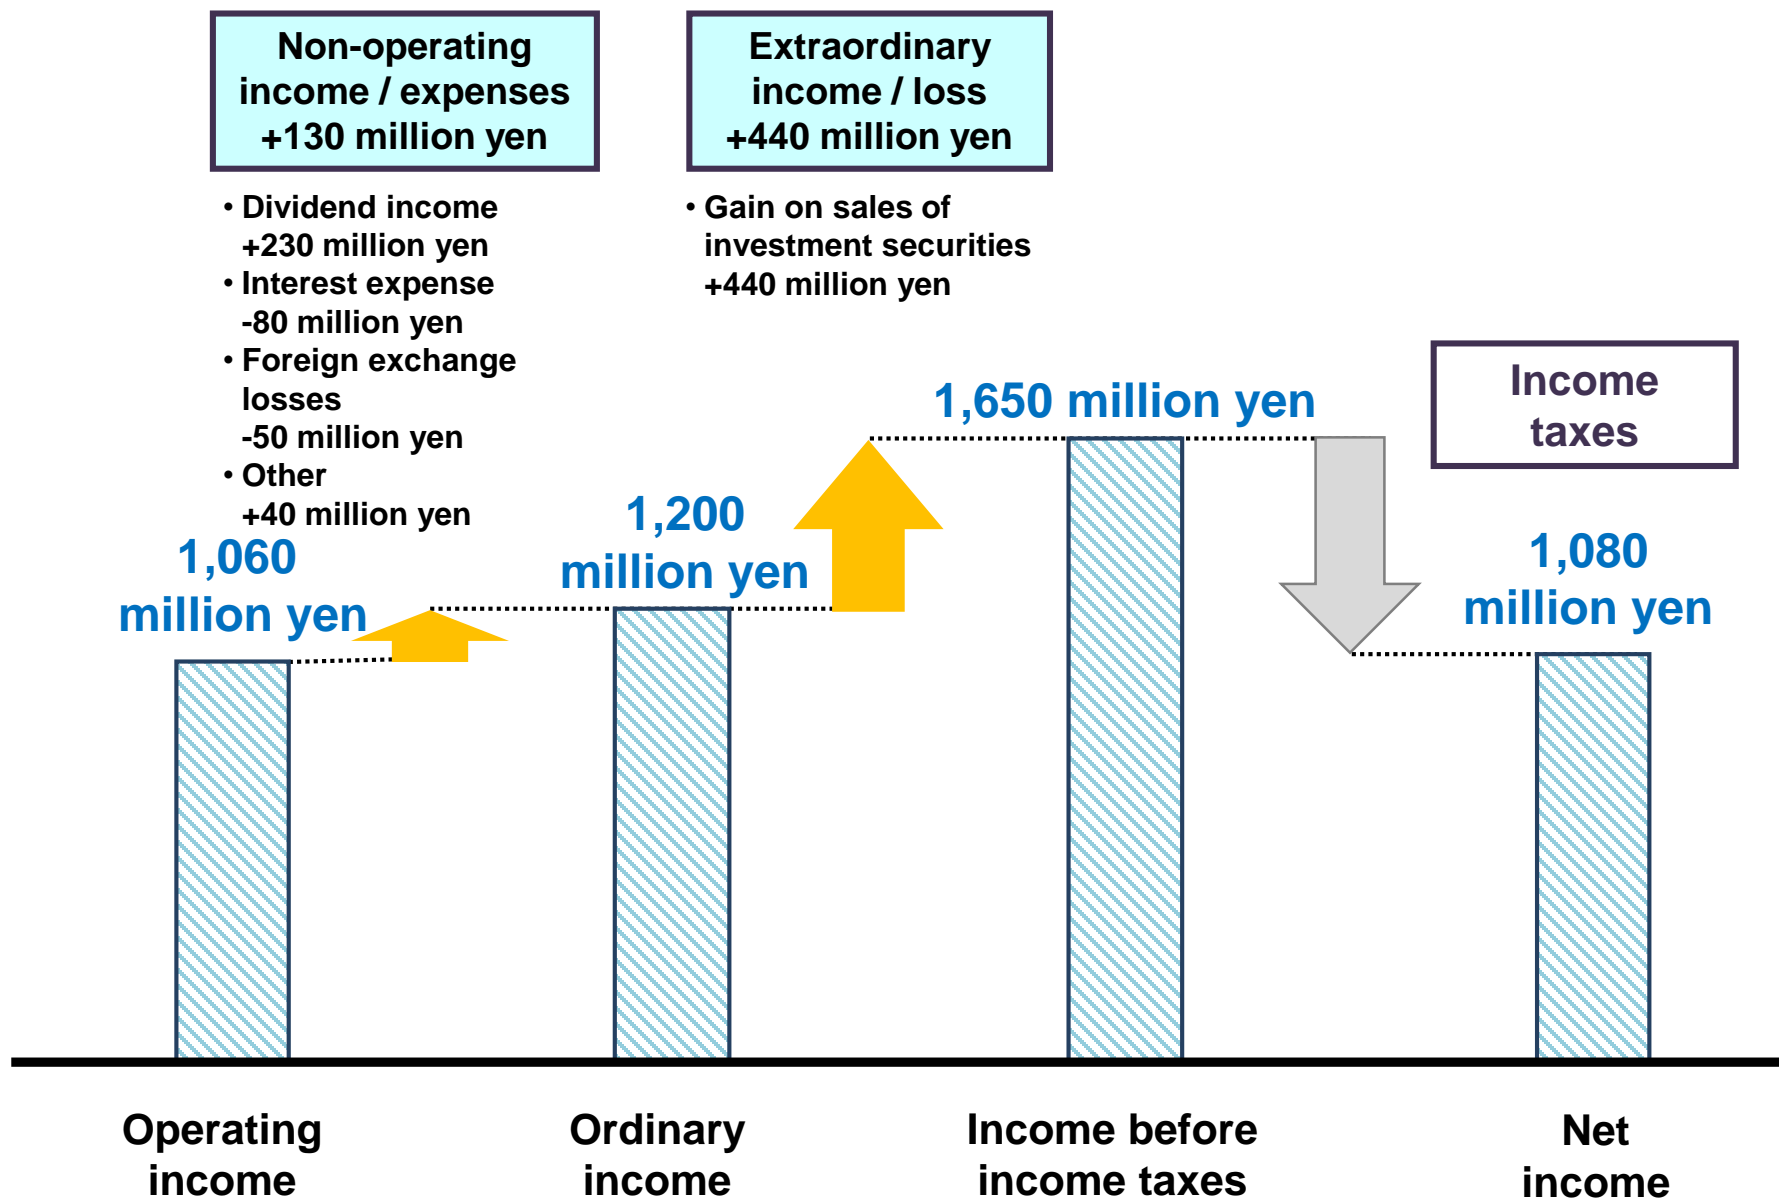 Non-operating
income / expenses
+130 million yen
• Dividend income
+230 million yen
• Interest expense
-80 million yen
• Foreign exchange
losses
-50 million yen
• Other
+40 million yen
Extraordinary
income / loss
+440 million yen
• Gain on sales of
investment securities
+440 million yen
Income
taxes
1,060
million yen
1,200
million yen
1,650 million yen
1,080
million yen
Operating
income
Ordinary
income
Income before
income taxes
Net
income